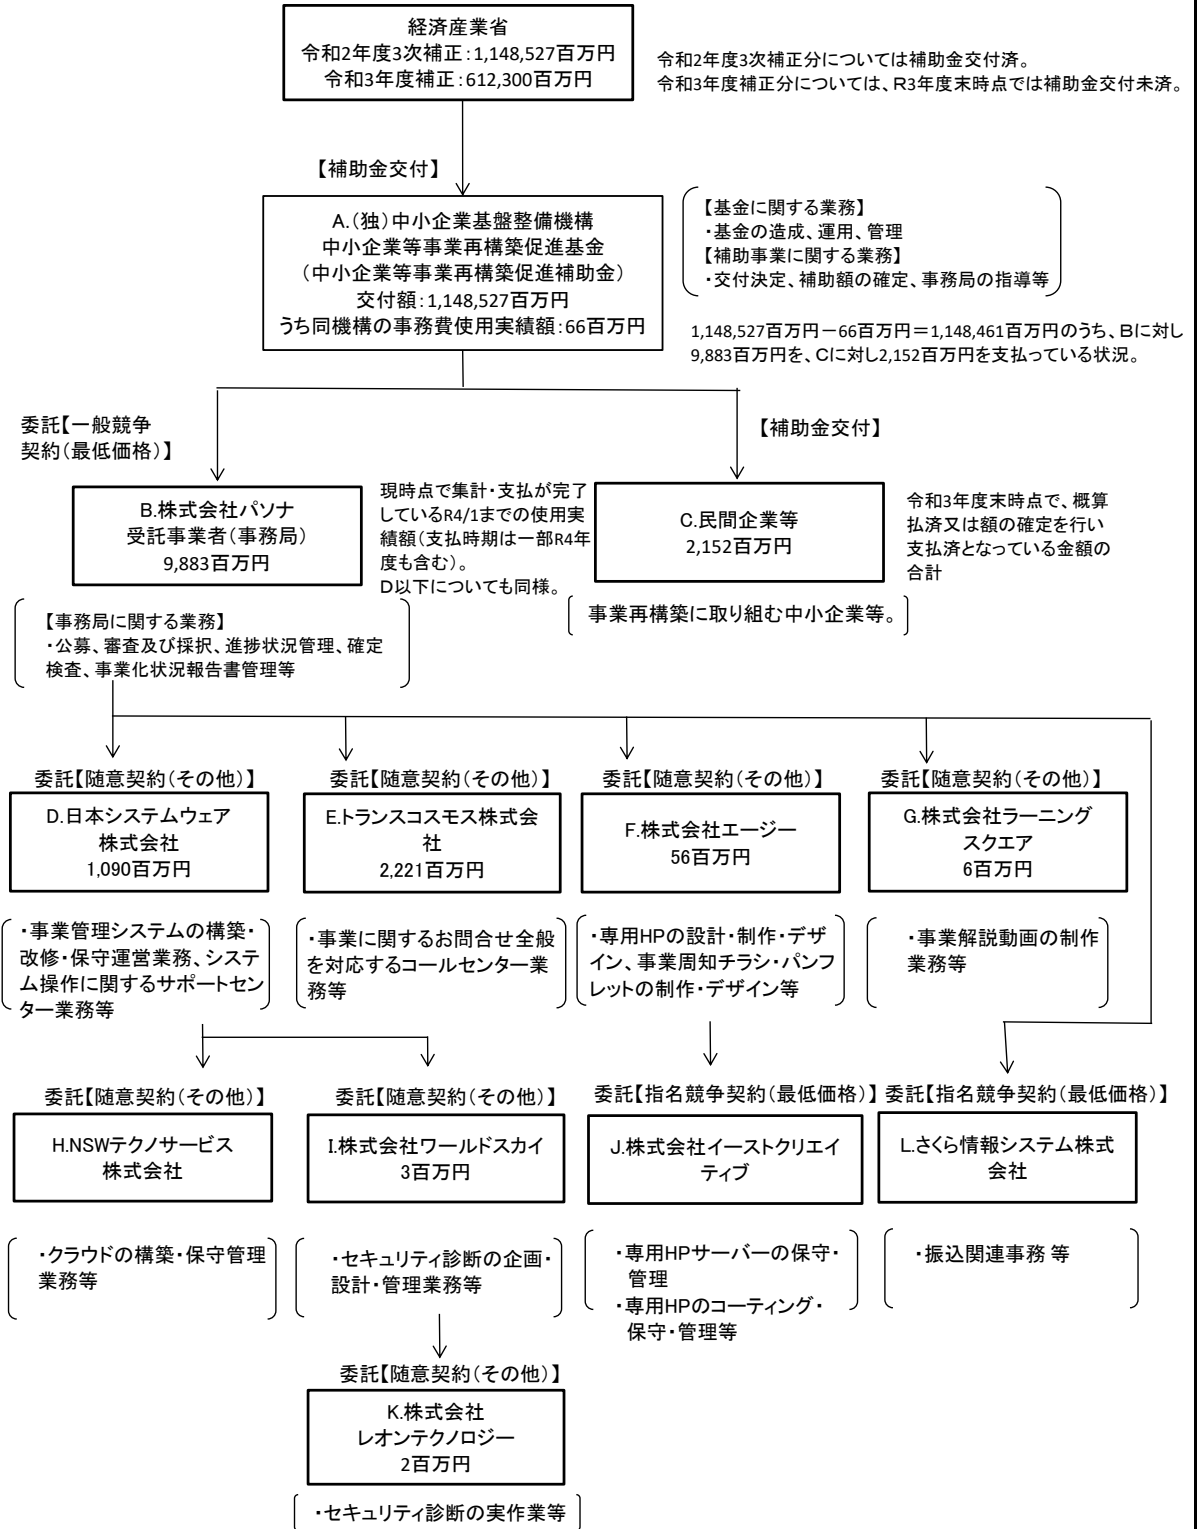 経済産業省
令和2年度3次補正：1,148,527百万円
令和3年度補正：612,300百万円
令和2年度3次補正分については補助金交付済。
令和3年度補正分については、R3年度末時点では補助金交付未済。
【補助金交付】
A.（独）中小企業基盤整備機構
中小企業等事業再構築促進基金
（中小企業等事業再構築促進補助金）
交付額：1,148,527百万円
うち同機構の事務費使用実績額：66百万円
【基金に関する業務】
・基金の造成、運用、管理
【補助事業に関する業務】
・交付決定、補助額の確定、事務局の指導等
1,148,527百万円－66百万円＝1,148,461百万円のうち、Bに対し
9,883百万円を、Cに対し2,152百万円を支払っている状況。
委託【一般競争
契約（最低価格）】
【補助金交付】
B.株式会社パソナ
受託事業者（事務局）
9,883百万円
現時点で集計・支払が完了
しているR4/1までの使用実
績額（支払時期は一部R4年
度も含む）。
D以下についても同様。
C.民間企業等
2,152百万円
令和3年度末時点で、概算
払済又は額の確定を行い
支払済となっている金額の
合計
【事務局に関する業務】
・公募、審査及び採択、進捗状況管理、確定
検査、事業化状況報告書管理等
事業再構築に取り組む中小企業等。
委託【随意契約（その他）】
D.日本システムウェア
株式会社
1,090百万円
・事業管理システムの構築・
改修・保守運営業務、システ
ム操作に関するサポートセン
ター業務等
委託【随意契約（その他）】
E.トランスコスモス株式会
社
2,221百万円
・事業に関するお問合せ全般
を対応するコールセンター業
務等
委託【随意契約（その他）】
F.株式会社エージー
56百万円
・専用HPの設計・制作・デザ
イン、事業周知チラシ・パンフ
レットの制作・デザイン等
委託【随意契約（その他）】
G.株式会社ラーニング
スクエア
6百万円
・事業解説動画の制作
業務等
委託【随意契約（その他）】
H.NSWテクノサービス
株式会社
・クラウドの構築・保守管理
業務等
委託【随意契約（その他）】
I.株式会社ワールドスカイ
3百万円
・セキュリティ診断の企画・
設計・管理業務等
委託【指名競争契約（最低価格）】
J.株式会社イーストクリエイ
ティブ
・専用HPサーバーの保守・
管理
・専用HPのコーティング・
保守・管理等
委託【指名競争契約（最低価格）】
L.さくら情報システム株式
会社
・振込関連事務 等
委託【随意契約（その他）】
K.株式会社
レオンテクノロジー
2百万円
・セキュリティ診断の実作業等